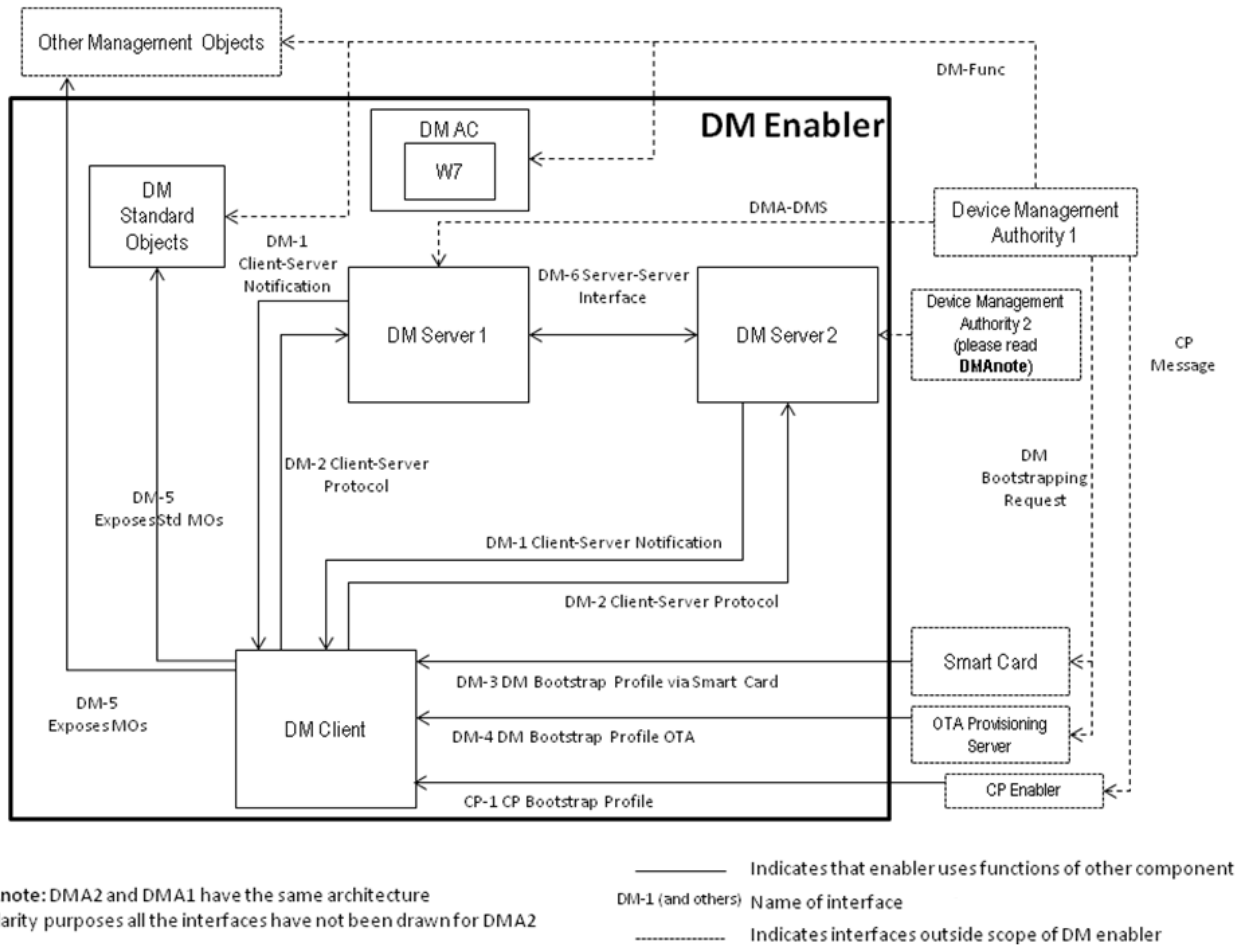 Other Management Objects
DM-Func
DM Enabler
DM AC
W7
DM
Standard
Objects
DMA-DMS
Device Management
Authority 1
DM-1
Client-Server
Notification
DM-6 Server-Server
Interface
DM Server 1
DM Server 2
Device Management
Authority 2
(please read
DMAnote)
CP
Message
DM-2 Client-Server
Protocol
DM
Bootstrapping
Request
DM-5
ExposesStd MOs
DM-1 Client-Server Notification
DM-2 Client-Server Protocol
Smart Card
DM-3 DM Bootstrap Profile via Smart Card
DM-5
Exposes MOs
DM Client
OTA Provisioning
Server
DM-4 DM Bootstrap Profile OTA
CP Enabler
CP-1 CP Bootstrap Profile
note: DMA2 and DMA1 have the same architecture
arity purposes all the interfaces have not been drawn for DMA2
Indicates that enabler uses functions of other component
DM-1 (and others) Name of interface
Indicates interfaces outside scope of DM enabler